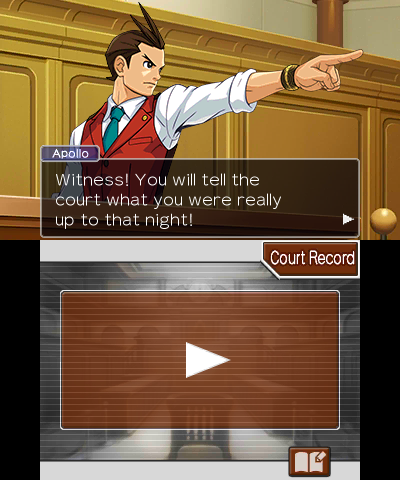 Apollo
Witness! You will tell the
court what you were really
up to that night!
Court Record